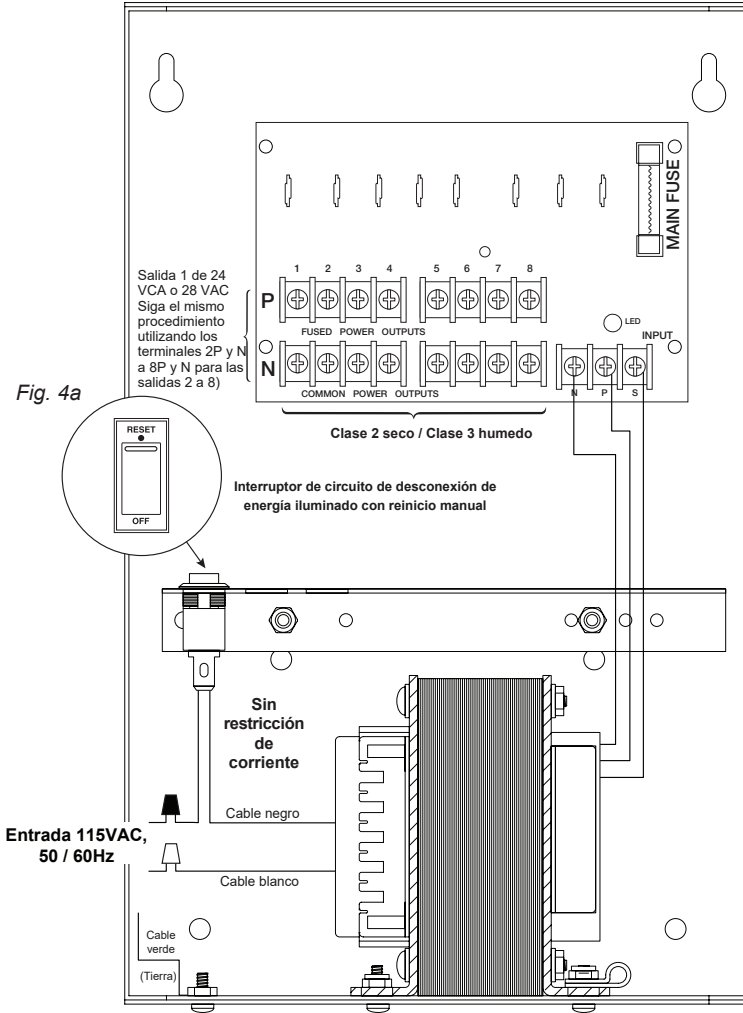 MAIN FUSE
1 2 3 4 5 6 7 8
Salida 1 de 24
VCA o 28 VAC
Siga el mismo
procedimiento
utilizando los
terminales 2P y N
a 8P y N para las
salidas 2 a 8)
P
FUSED POWER OUTPUTS
LED
INPUT
N
COMMON POWER OUTPUTS
N P S
Clase 2 seco / Clase 3 humedo
Fig. 4a
RESET
OFF
Interruptor de circuito de desconexión de
energía iluminado con reinicio manual
Sin
restricción
de
corriente
Cable negro
Entrada 115VAC,
50 / 60Hz
Cable blanco
Cable
verde
(Tierra)